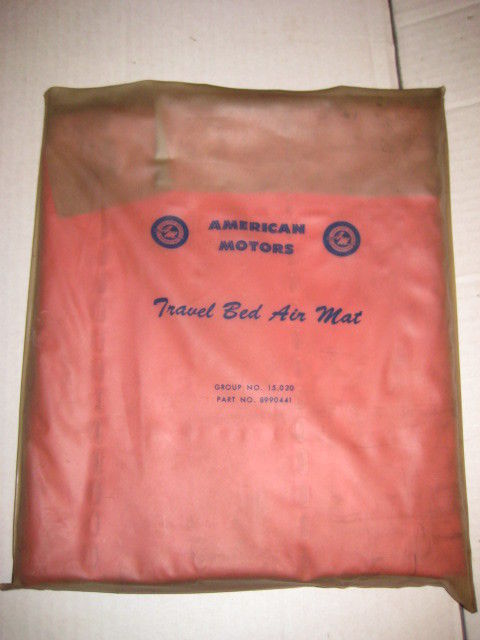 AMERICAN
MOTORS
Travel Bed Air Mat
GROUP NO. 15.020
PART NO. 8990441